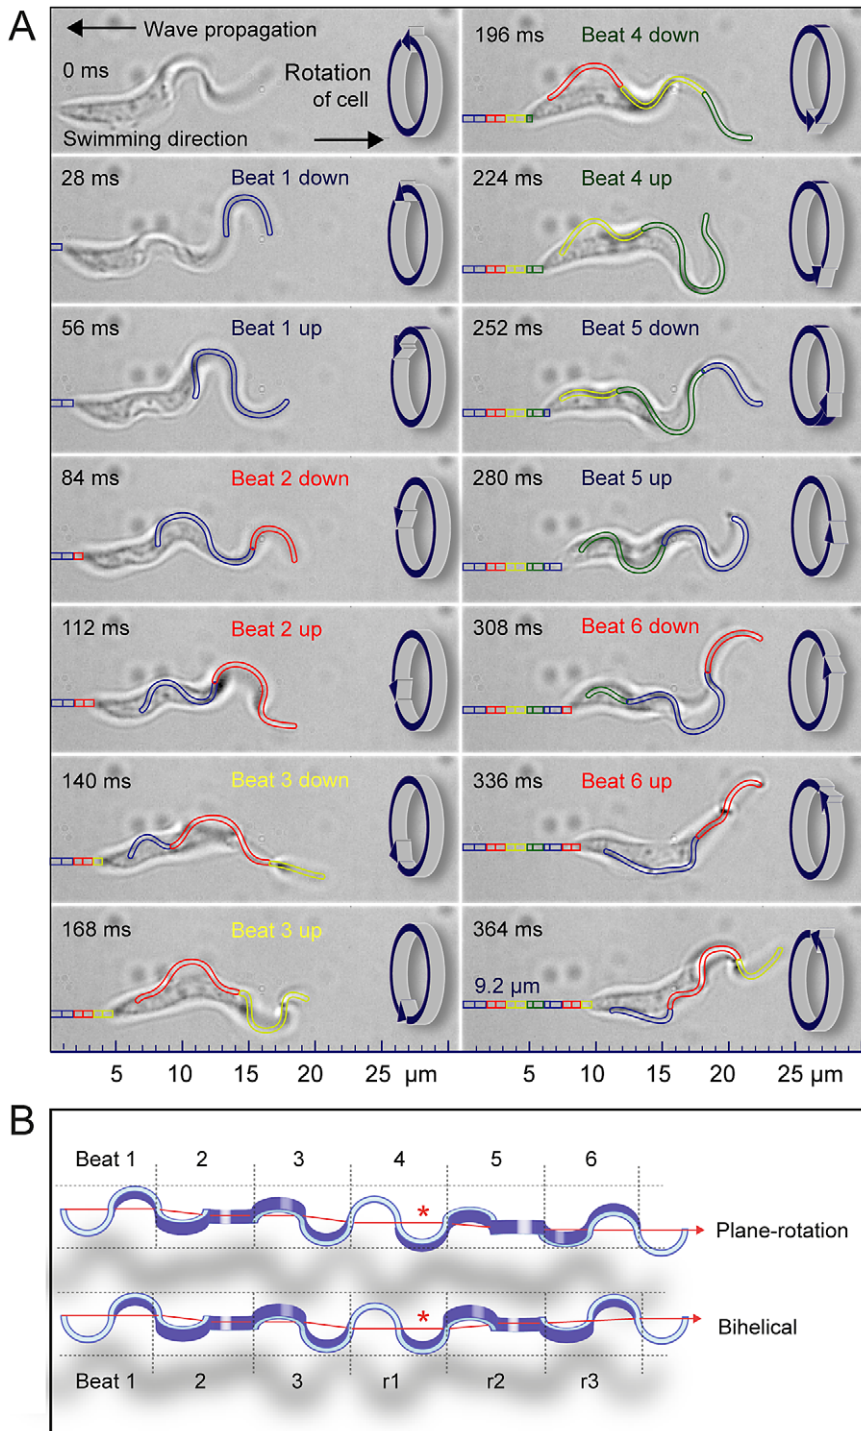 A
Wave propagation
0 ms
Rotation
of cell
Swimming direction
28 ms
Beat 1 down
56 ms
Beat 1 up
84 ms
Beat 2 down
112 ms
Beat 2 up
140 ms
Beat 3 down
168 ms
Beat 3 up
196 ms
Beat 4 down
224 ms
Beat 4 up
252 ms
Beat 5 down
280 ms
Beat 5 up
308 ms
Beat 6 down
336 ms
Beat 6 up
364 ms
9.2 μm
5 10 15 20 25 μm
5 10 15 20 25 μm
B
Beat 1 2 3 4 5 6
*
Plane-rotation
*
Bihelical
Beat 1 2 3 r1 r2 r3